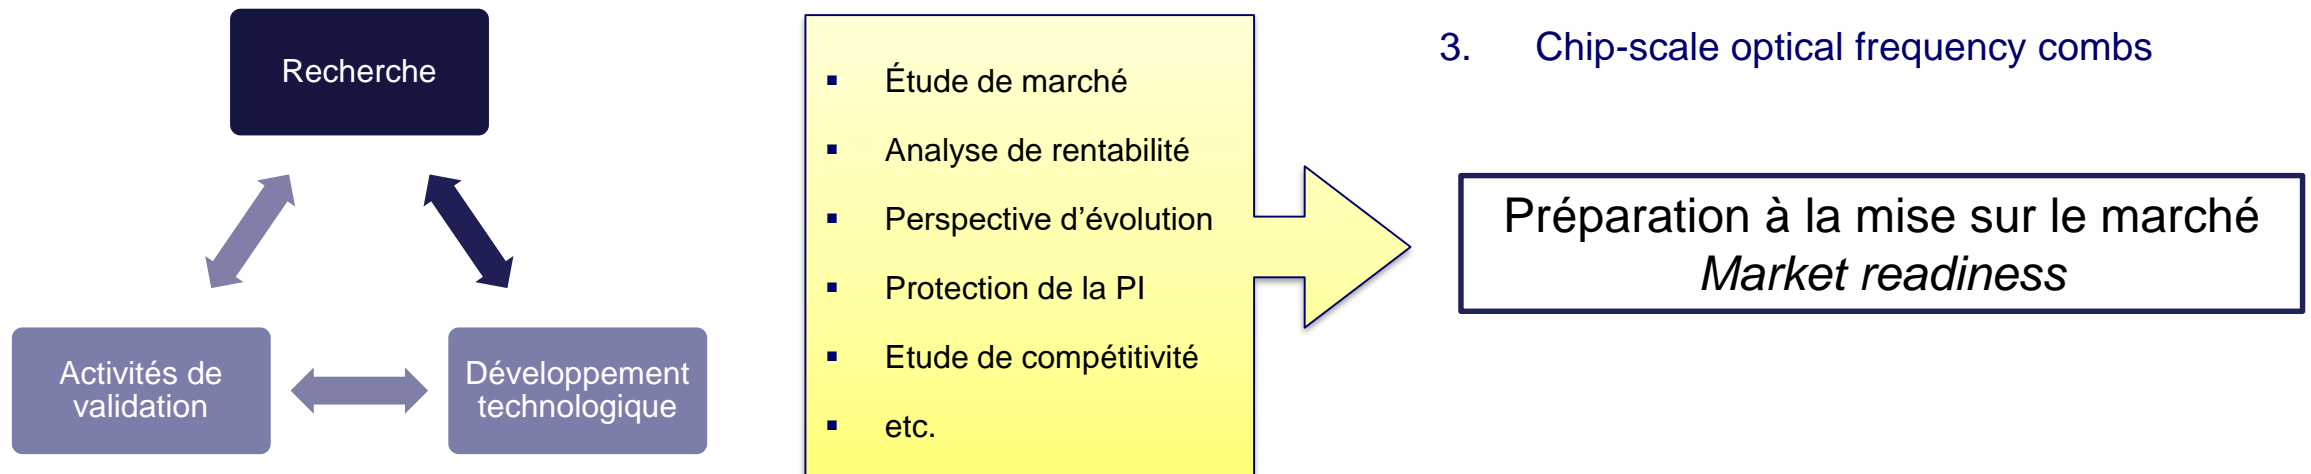 Recherche
Activités de
validation
Développement
technologique
▪ Étude de marché
▪ Analyse de rentabilité
▪ Perspective d’évolution
▪ Protection de la PI
▪ Etude de compétitivité
▪ etc.
3. Chip-scale optical frequency combs
Préparation à la mise sur le marché
Market readiness